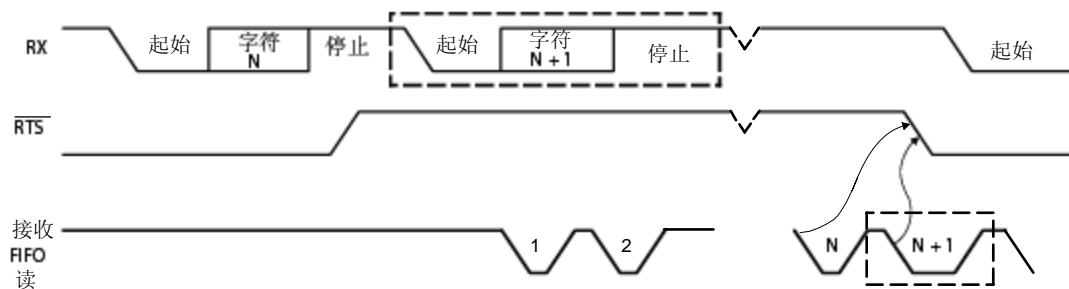 RX 起始 字符 N 停止 起始 字符 N + 1 停止 起始
RTS
接收 FIFO 读 1 2 N N + 1